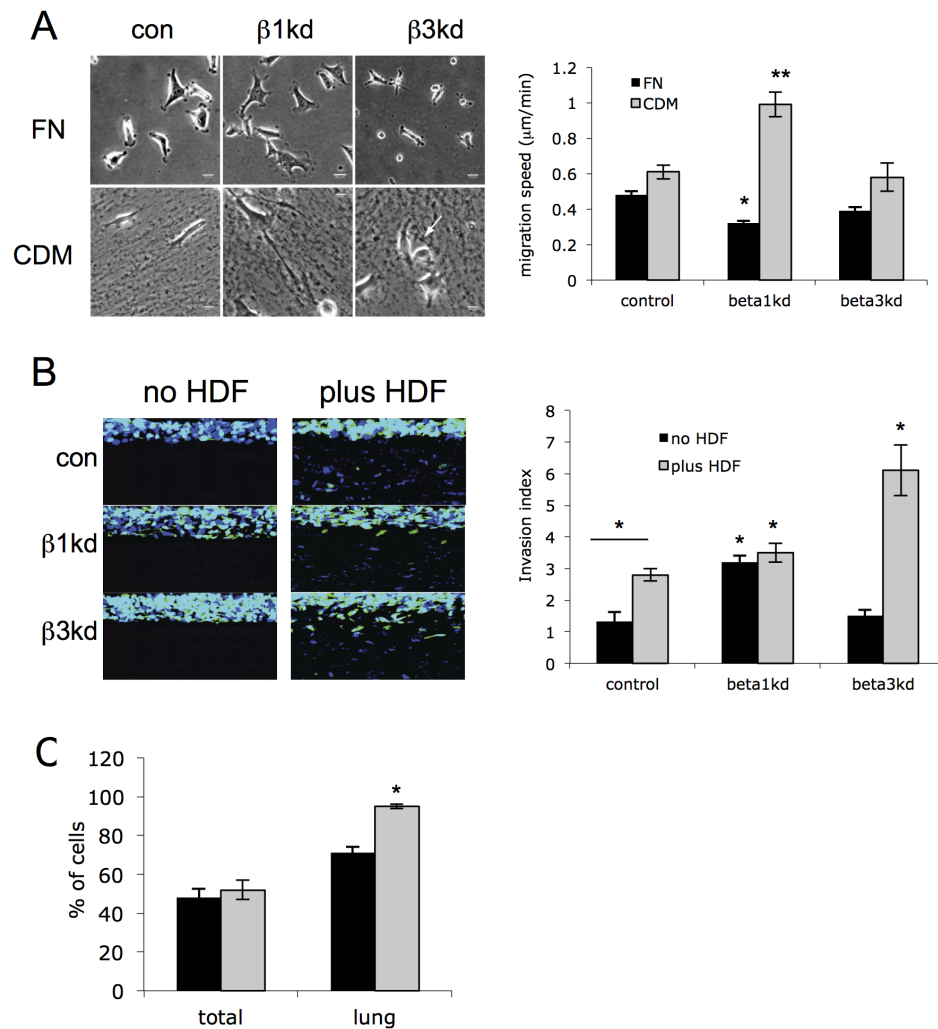 A
con β1kd β3kd
FN
CDM
migration speed (μm/min)
1.2
1
0.8
0.6
0.4
0.2
0
FN
CDM
*
**
control beta1kd beta3kd
B
no HDF plus HDF
con
β1kd
β3kd
Invasion index
8
7
6
5
4
3
2
1
0
no HDF
plus HDF
*
*
*
*
control beta1kd beta3kd
C
% of cells
120
100
80
60
40
20
0
*
total lung